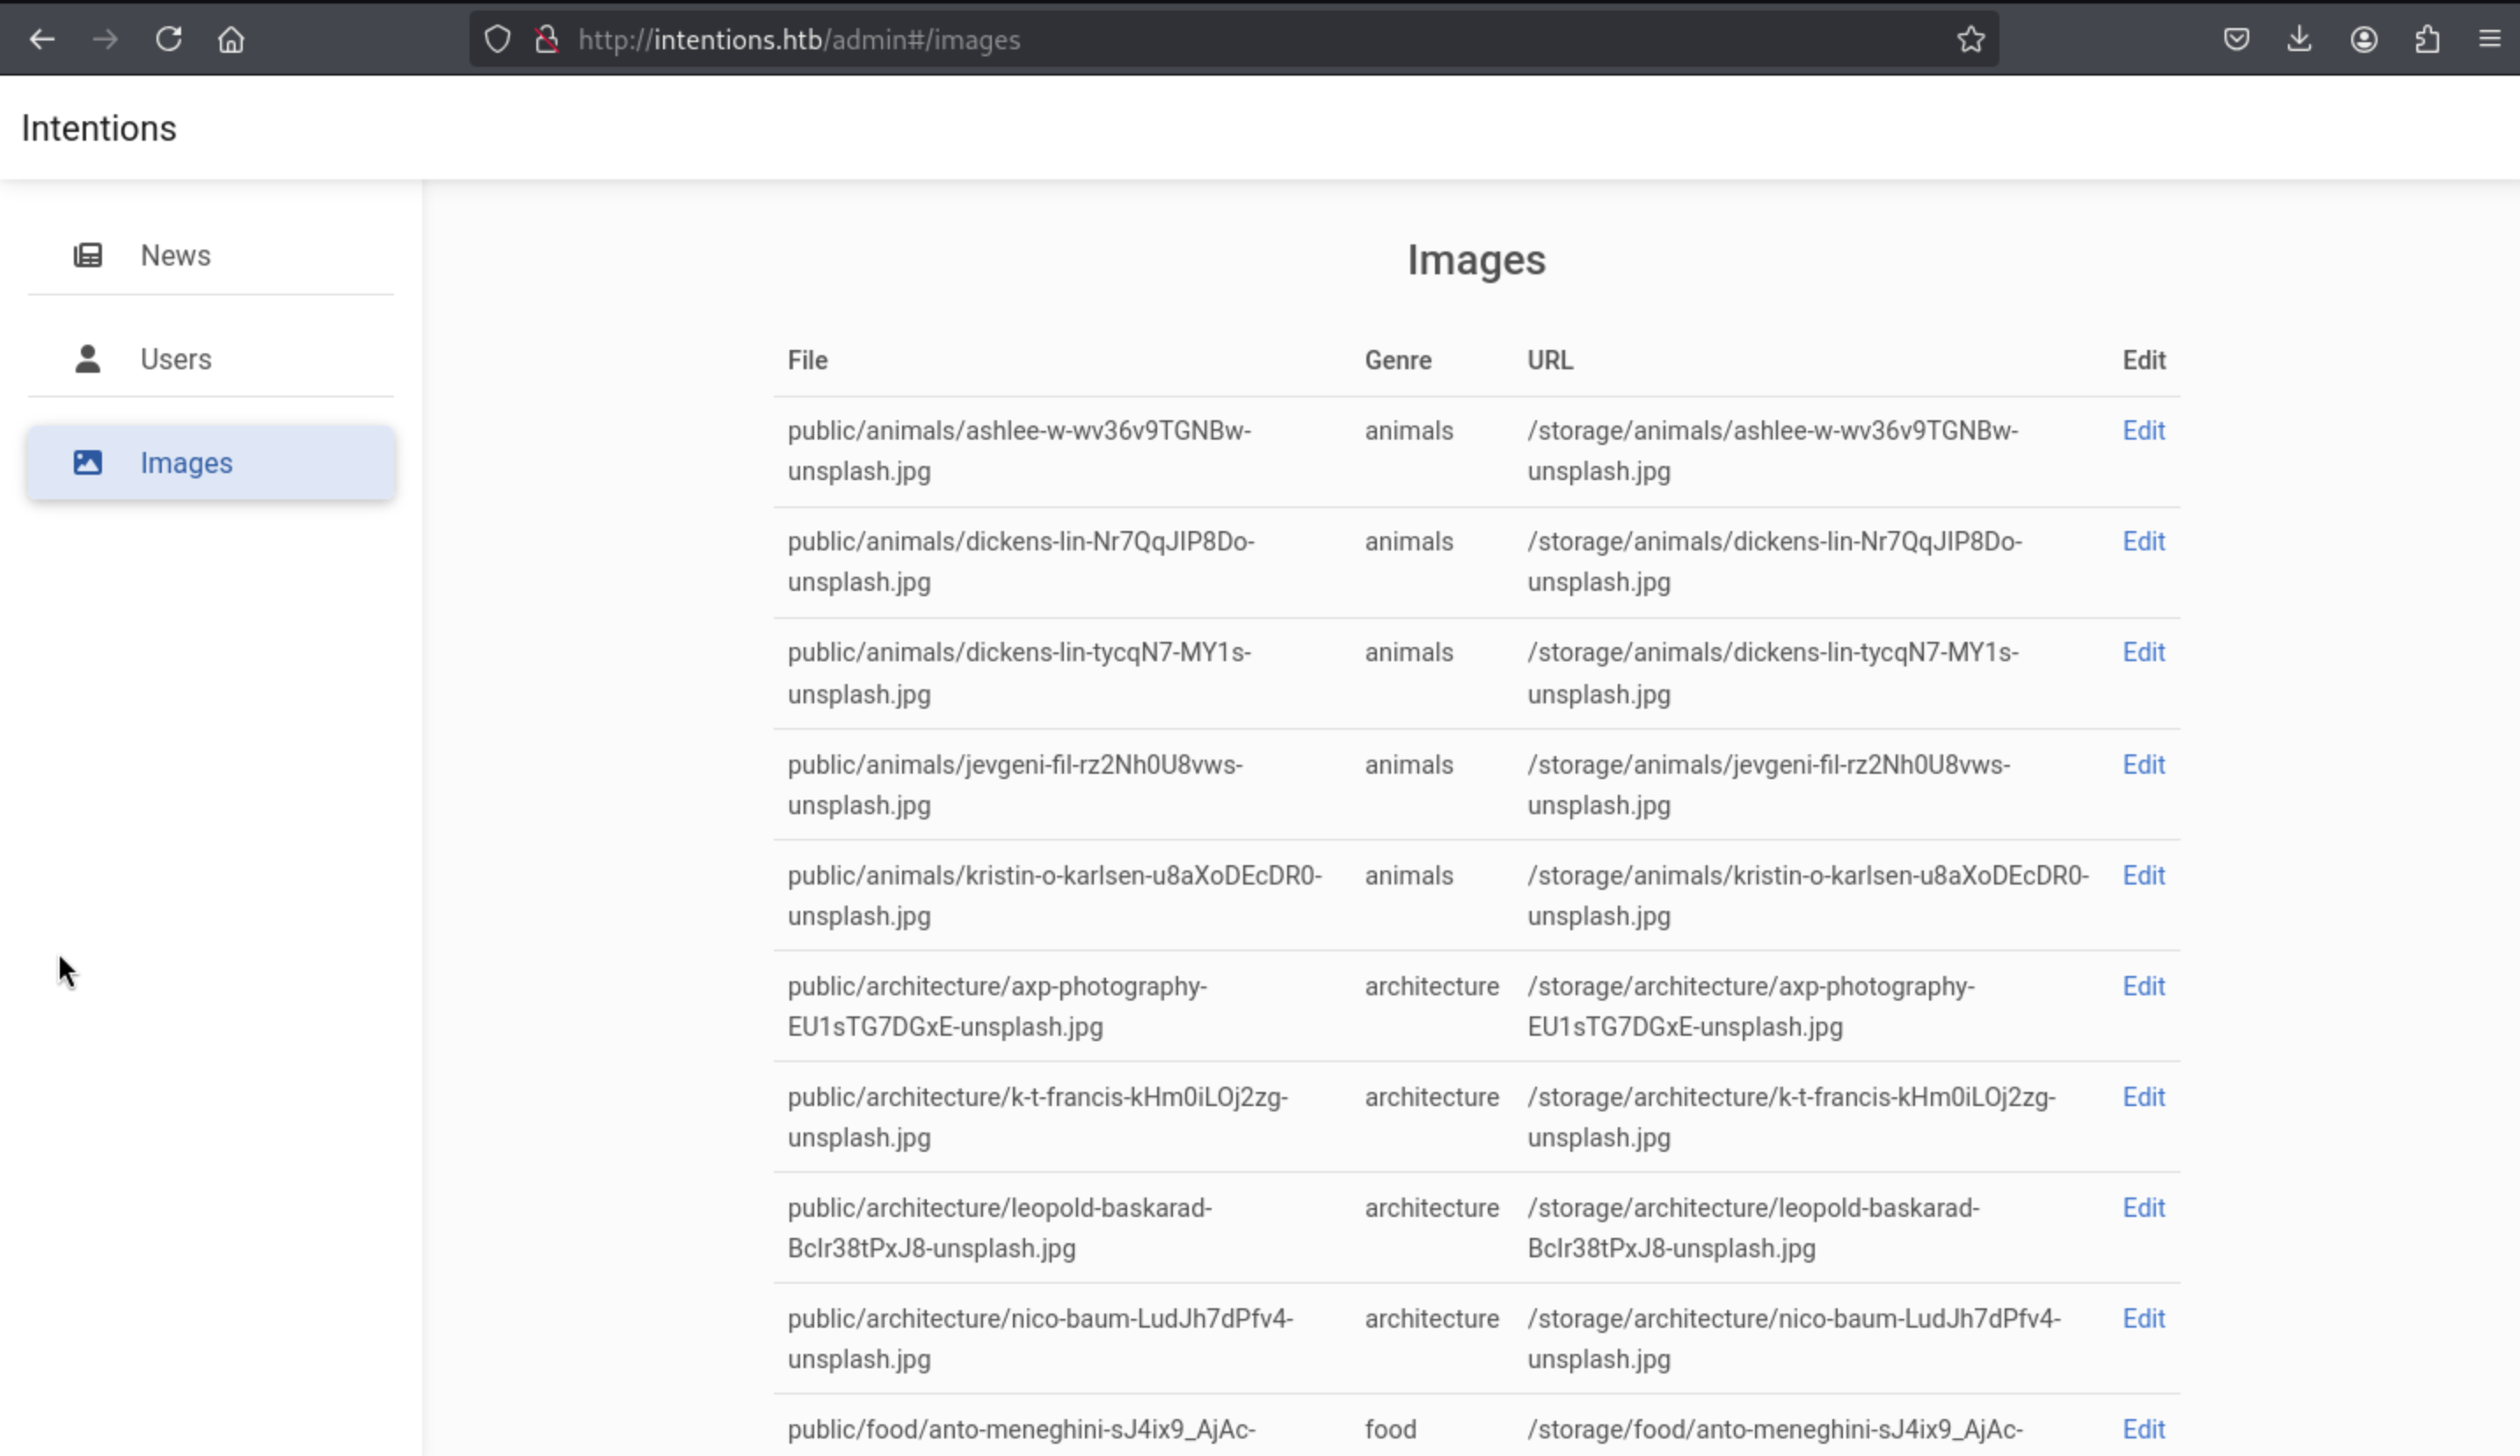 http://intentions.htb/admin#/images
Intentions
News
Users
Images
Images
File Genre URL Edit
public/animals/ashlee-w-wv36v9TGNBw- animals /storage/animals/ashlee-w-wv36v9TGNBw- Edit
unsplash.jpg unsplash.jpg
public/animals/dickens-lin-Nr7QqJIP8Do- animals /storage/animals/dickens-lin-Nr7QqJIP8Do- Edit
unsplash.jpg unsplash.jpg
public/animals/dickens-lin-tycqN7-MY1s- animals /storage/animals/dickens-lin-tycqN7-MY1s- Edit
unsplash.jpg unsplash.jpg
public/animals/jevgeni-fil-rz2Nh0U8vws- animals /storage/animals/jevgeni-fil-rz2Nh0U8vws- Edit
unsplash.jpg unsplash.jpg
public/animals/kristin-o-karlsen-u8aXoDEcDR0- animals /storage/animals/kristin-o-karlsen-u8aXoDEcDR0- Edit
unsplash.jpg unsplash.jpg
public/architecture/axp-photography- architecture /storage/architecture/axp-photography- Edit
EU1sTG7DGxE-unsplash.jpg EU1sTG7DGxE-unsplash.jpg
public/architecture/k-t-francis-kHm0iLOj2zg- architecture /storage/architecture/k-t-francis-kHm0iLOj2zg- Edit
unsplash.jpg unsplash.jpg
public/architecture/leopold-baskarad- architecture /storage/architecture/leopold-baskarad- Edit
Bclr38tPxJ8-unsplash.jpg Bclr38tPxJ8-unsplash.jpg
public/architecture/nico-baum-LudJh7dPfv4- architecture /storage/architecture/nico-baum-LudJh7dPfv4- Edit
unsplash.jpg unsplash.jpg
public/food/anto-meneghini-sJ4ix9_AjAc- food /storage/food/anto-meneghini-sJ4ix9_AjAc- Edit